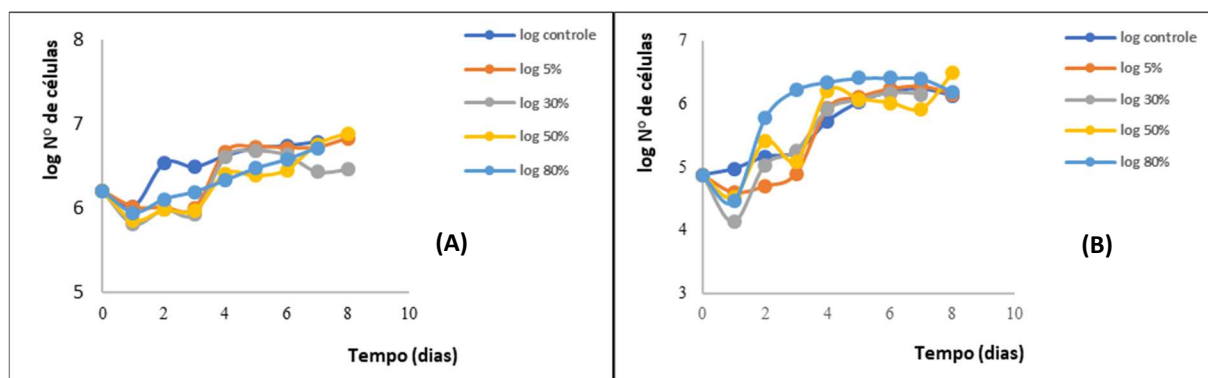 log Nº de células
8
7
6
5
0
2
4
6
8
10
Tempo (dias)
log controle
log 5%
log 30%
log 50%
log 80%
(A)
log Nº de células
7
6
5
4
3
0
2
4
6
8
10
Tempo (dias)
log controle
log 5%
log 30%
log 50%
log 80%
(B)